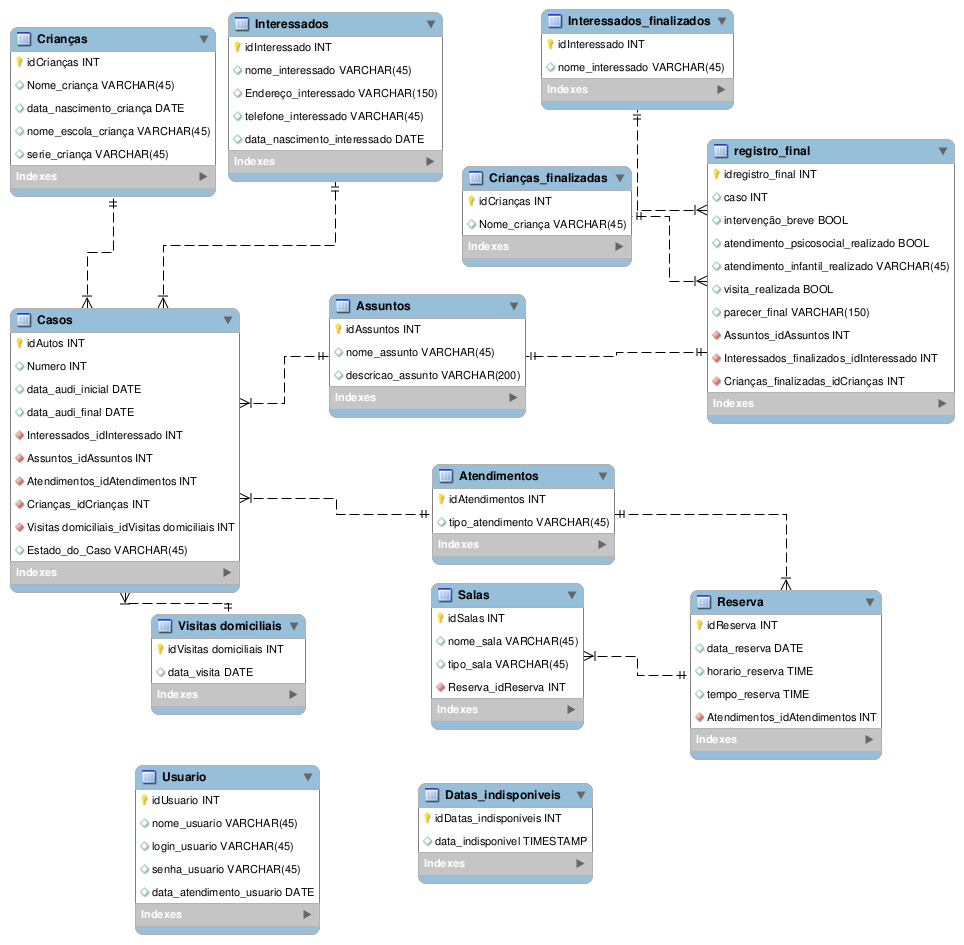 Crianças
idCrianças INT
Nome_criança VARCHAR(45)
data_nascimento_criança DATE
nome_escola_criança VARCHAR(45)
serie_criança VARCHAR(45)
Indexes
Interessados
idInteressado INT
nome_interessado VARCHAR(45)
Endereço_interessado VARCHAR(150)
telefone_interessado VARCHAR(45)
data_nascimento_interessado DATE
Indexes
Interessados_finalizados
idInteressado INT
nome_interessado VARCHAR(45)
Indexes
Crianças_finalizadas
idCrianças INT
Nome_criança VARCHAR(45)
Indexes
registro_final
idregistro_final INT
caso INT
intervenção_breve BOOL
atendimento_psicosocial_realizado BOOL
atendimento_infantil_realizado VARCHAR(45)
visita_realizada BOOL
parecer_final VARCHAR(150)
Assuntos_idAssuntos INT
Interessados_finalizados_idInteressado INT
Crianças_finalizadas_idCrianças INT
Indexes
Casos
idAutos INT
Numero INT
data_audi_inicial DATE
data_audi_final DATE
Interessados_idInteressado INT
Assuntos_idAssuntos INT
Atendimentos_idAtendimentos INT
Crianças_idCrianças INT
Visitas domiciliais_idVisitas domiciliais INT
Estado_do_Caso VARCHAR(45)
Indexes
Assuntos
idAssuntos INT
nome_assunto VARCHAR(45)
descricao_assunto VARCHAR(200)
Indexes
Atendimentos
idAtendimentos INT
tipo_atendimento VARCHAR(45)
Indexes
Salas
idSalas INT
nome_sala VARCHAR(45)
tipo_sala VARCHAR(45)
Reserva_idReserva INT
Indexes
Reserva
idReserva INT
data_reserva DATE
horario_reserva TIME
tempo_reserva TIME
Atendimentos_idAtendimentos INT
Indexes
Visitas domiciliais
idVisitas domiciliais INT
data_visita DATE
Indexes
Usuario
idUsuario INT
nome_usuario VARCHAR(45)
login_usuario VARCHAR(45)
senha_usuario VARCHAR(45)
data_atendimento_usuario DATE
Indexes
Datas_indisponiveis
idDatas_indisponiveis INT
data_indisponivel TIMESTAMP
Indexes